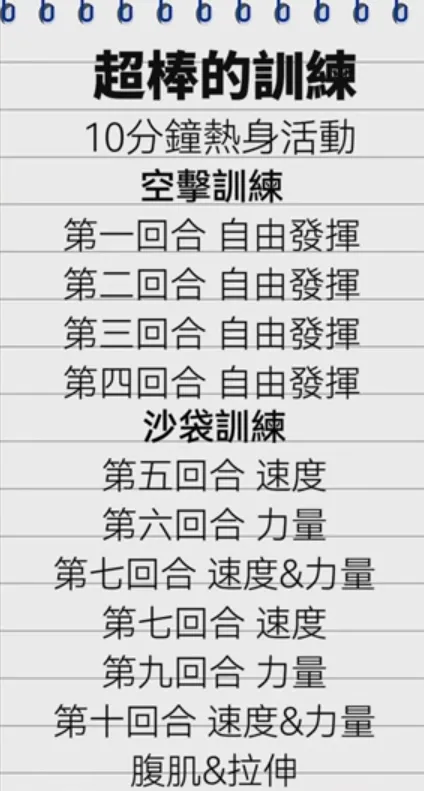 超棒的訓練
10分鐘熱身活動
空擊訓練
第一回合 自由發揮
第二回合 自由發揮
第三回合 自由發揮
第四回合 自由發揮
沙袋訓練
第五回合 速度
第六回合 力量
第七回合 速度&力量
第七回合 速度
第九回合 力量
第十回合 速度&力量
腹肌&拉伸